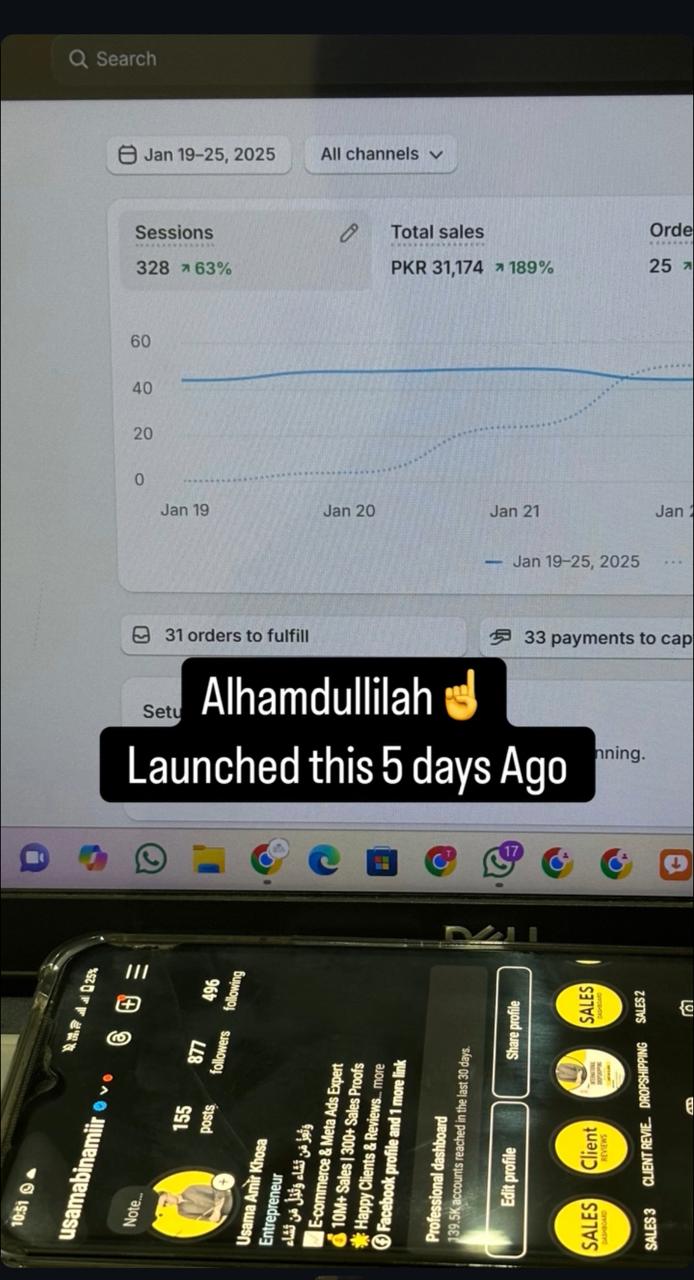 Search
Jan 19–25, 2025
All channels
Sessions
328 63%
Total sales
PKR 31,174 189%
Orde
25
60
40
20
0
Jan 19
Jan 20
Jan 21
Jan 2
Jan 19–25, 2025
31 orders to fulfill
33 payments to cap
Setu
nning.
Alhamdullilah☝️
Launched this 5 days Ago
17
DELL
10:51
25%
usamabinamiir
Note...
155
posts
877
followers
496
following
Usama Amir Khosa
Entrepreneur
E-commerce & Meta Ads Expert
100M+ Sales | 300+ Sales Proofs
Happy Clients & Reviews... more
Facebook profile and 1 more link
Professional dashboard
139.5K accounts reached in the last 30 days.
Edit profile
Share profile
SALES
DASHBOARD
Client
REVIEWS
SALES
DASHBOARD
SALES 3
CLIENT REVIE...
DROPSHIPPING
SALES 2